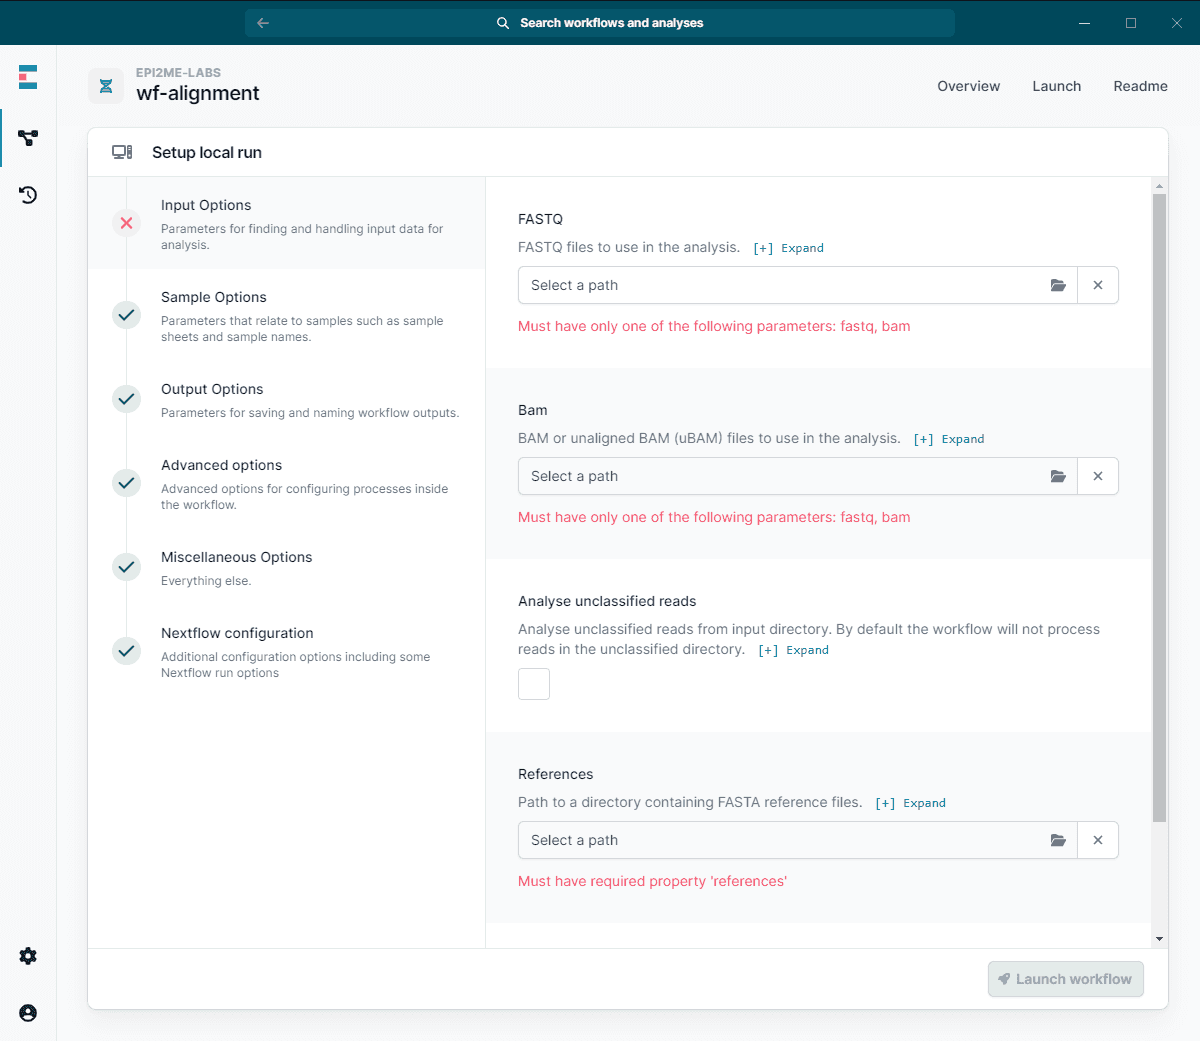 Search workflows and analyses
EPI2ME-LABS
wf-alignment
Overview
Launch
Readme
Setup local run
Input Options
Parameters for finding and handling input data for
analysis.
Sample Options
Parameters that relate to samples such as sample
sheets and sample names.
Output Options
Parameters for saving and naming workflow outputs.
Advanced options
Advanced options for configuring processes inside
the workflow.
Miscellaneous Options
Everything else.
Nextflow configuration
Additional configuration options including some
Nextflow run options
FASTQ
FASTQ files to use in the analysis. [+] Expand
Select a path
Must have only one of the following parameters: fastq, bam
Bam
BAM or unaligned BAM (uBAM) files to use in the analysis. [+] Expand
Select a path
Must have only one of the following parameters: fastq, bam
Analyse unclassified reads
Analyse unclassified reads from input directory. By default the workflow will not process
reads in the unclassified directory. [+] Expand
References
Path to a directory containing FASTA reference files. [+] Expand
Select a path
Must have required property 'references'
Launch workflow